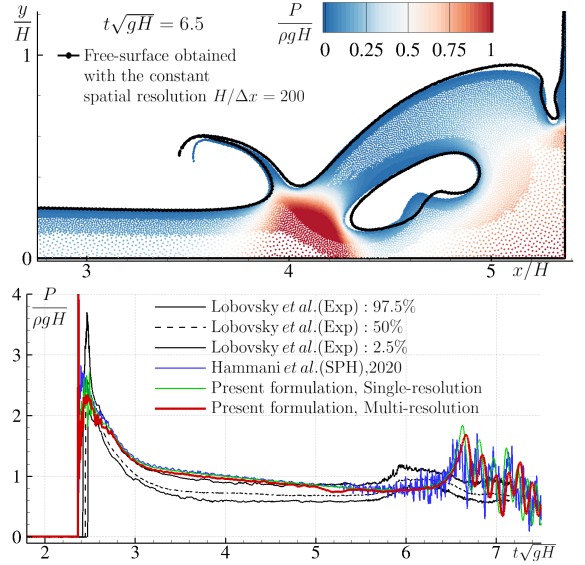 y/H
t√gH = 6.5
P/ρgH
0 0.25 0.5 0.75 1
Free-surface obtained
with the constant
spatial resolution H/Δx = 200
1
0
3 4 5 x/H
4 P/ρgH
Lobovsky et al.(Exp) : 97.5%
Lobovsky et al.(Exp) : 50%
3
Lobovsky et al.(Exp) : 2.5%
Hammani et al.(SPH),2020
Present formulation, Single-resolution
2
Present formulation, Multi-resolution
1
0
2 3 4 5 6 7 t√gH